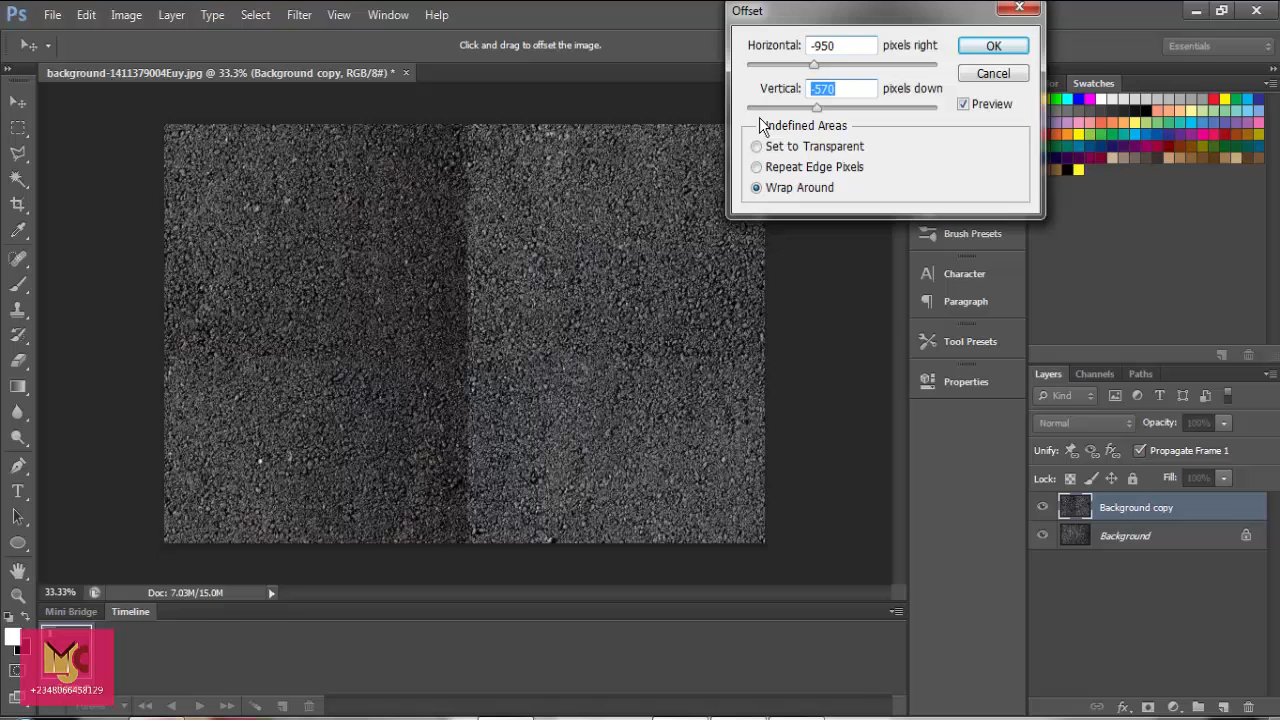 Ps File Edit Image Layer Type Select Filter View Window Help
Offset
Click and drag to offset the image.
Essentials
Horizontal: -950 pixels right OK
Cancel
Vertical: -570 pixels down
Preview
Undefined Areas
Set to Transparent
Repeat Edge Pixels
Wrap Around
background-1411379004Euy.jpg @ 33.3% (Background copy, RGB/8#) * ×
Swatches
Brush Presets
Character
Paragraph
Tool Presets
Properties
Layers Channels Paths
Kind
Normal Opacity: 100%
Unify: Propagate Frame 1
Lock: Fill: 100%
Background copy
Background
33.33% Doc: 7.03M/15.0M
Mini Bridge Timeline
MJC
+2348066458129